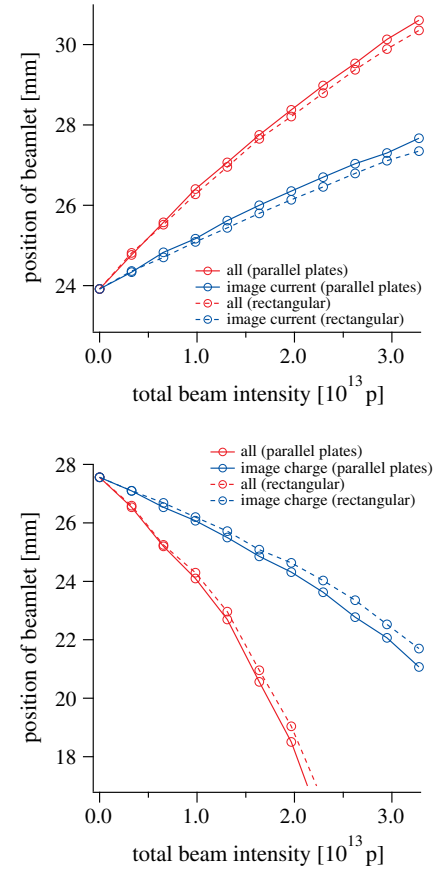 30
28
26
24
position of beamlet [mm]
all (parallel plates)
image current (parallel plates)
all (rectangular)
image current (rectangular)
0.0 1.0 2.0 3.0
total beam intensity [10^13 p]
all (parallel plates)
image charge (parallel plates)
all (rectangular)
image charge (rectangular)
28
26
24
22
20
18
position of beamlet [mm]
0.0 1.0 2.0 3.0
total beam intensity [10^13 p]